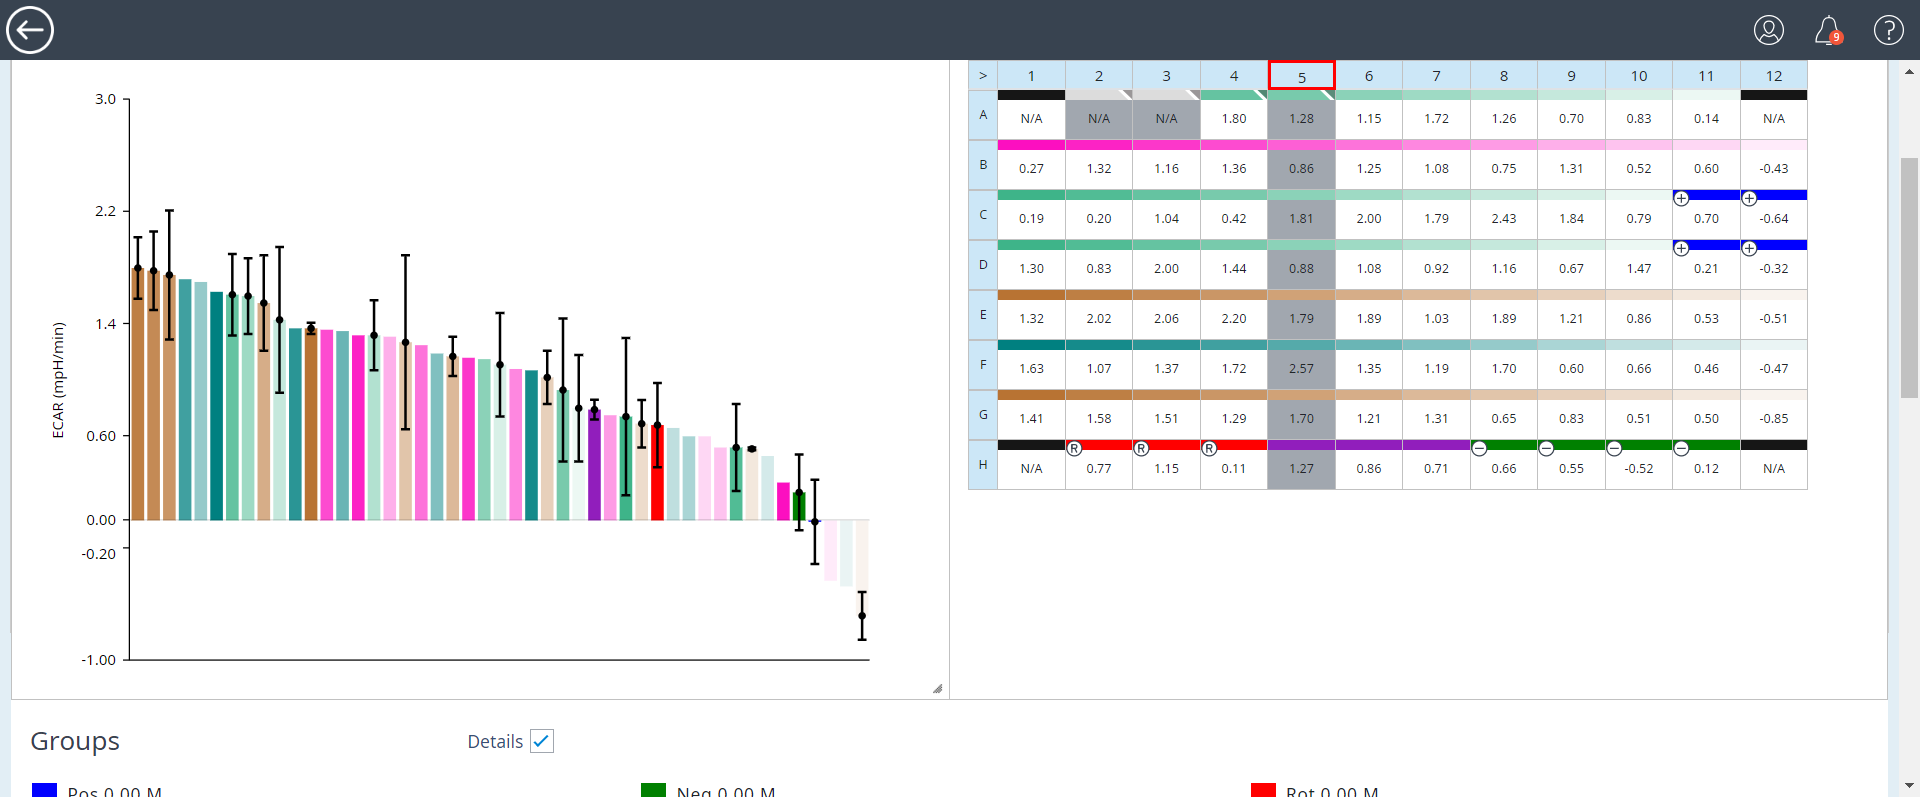 9
?
3.0
2.2
1.4
0.60
0.00
-0.20
-1.00
ECAR (mpH/min)
> 1 2 3 4 5 6 7 8 9 10 11 12
A N/A N/A N/A 1.80 1.28 1.15 1.72 1.26 0.70 0.83 0.14 N/A
B 0.27 1.32 1.16 1.36 0.86 1.25 1.08 0.75 1.31 0.52 0.60 -0.43
+ +
C 0.19 0.20 1.04 0.42 1.81 2.00 1.79 2.43 1.84 0.79 0.70 -0.64
+ +
D 1.30 0.83 2.00 1.44 0.88 1.08 0.92 1.16 0.67 1.47 0.21 -0.32
E 1.32 2.02 2.06 2.20 1.79 1.89 1.03 1.89 1.21 0.86 0.53 -0.51
F 1.63 1.07 1.37 1.72 2.57 1.35 1.19 1.70 0.60 0.66 0.46 -0.47
G 1.41 1.58 1.51 1.29 1.70 1.21 1.31 0.65 0.83 0.51 0.50 -0.85
R R R − − − −
H N/A 0.77 1.15 0.11 1.27 0.86 0.71 0.66 0.55 -0.52 0.12 N/A
Groups
Details
Pos 0.00 M
Neg 0.00 M
Rot 0.00 M